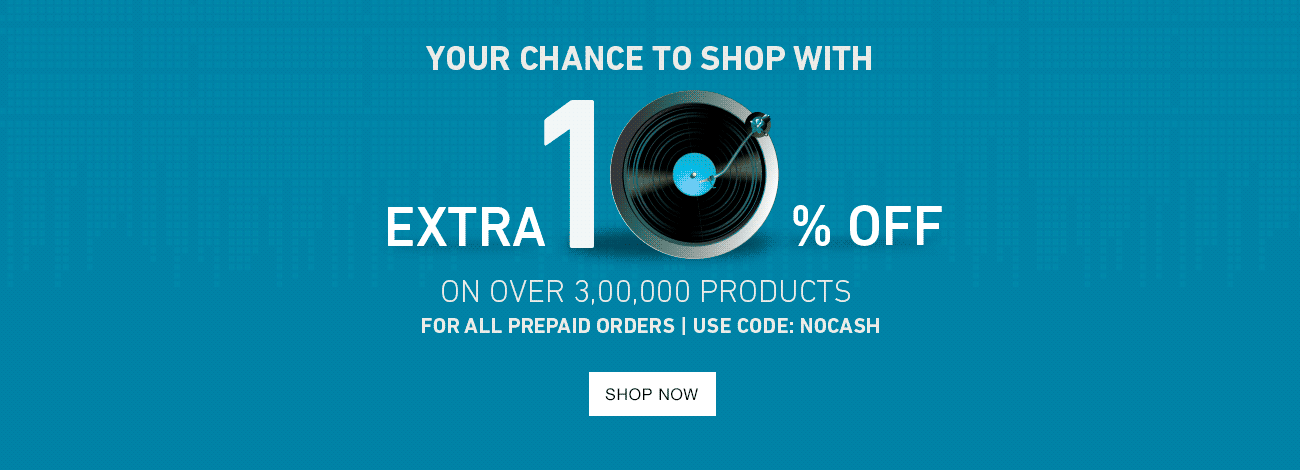 YOUR CHANCE TO SHOP WITH
EXTRA 10 % OFF
ON OVER 3,00,000 PRODUCTS
FOR ALL PREPAID ORDERS | USE CODE: NOCASH
SHOP NOW